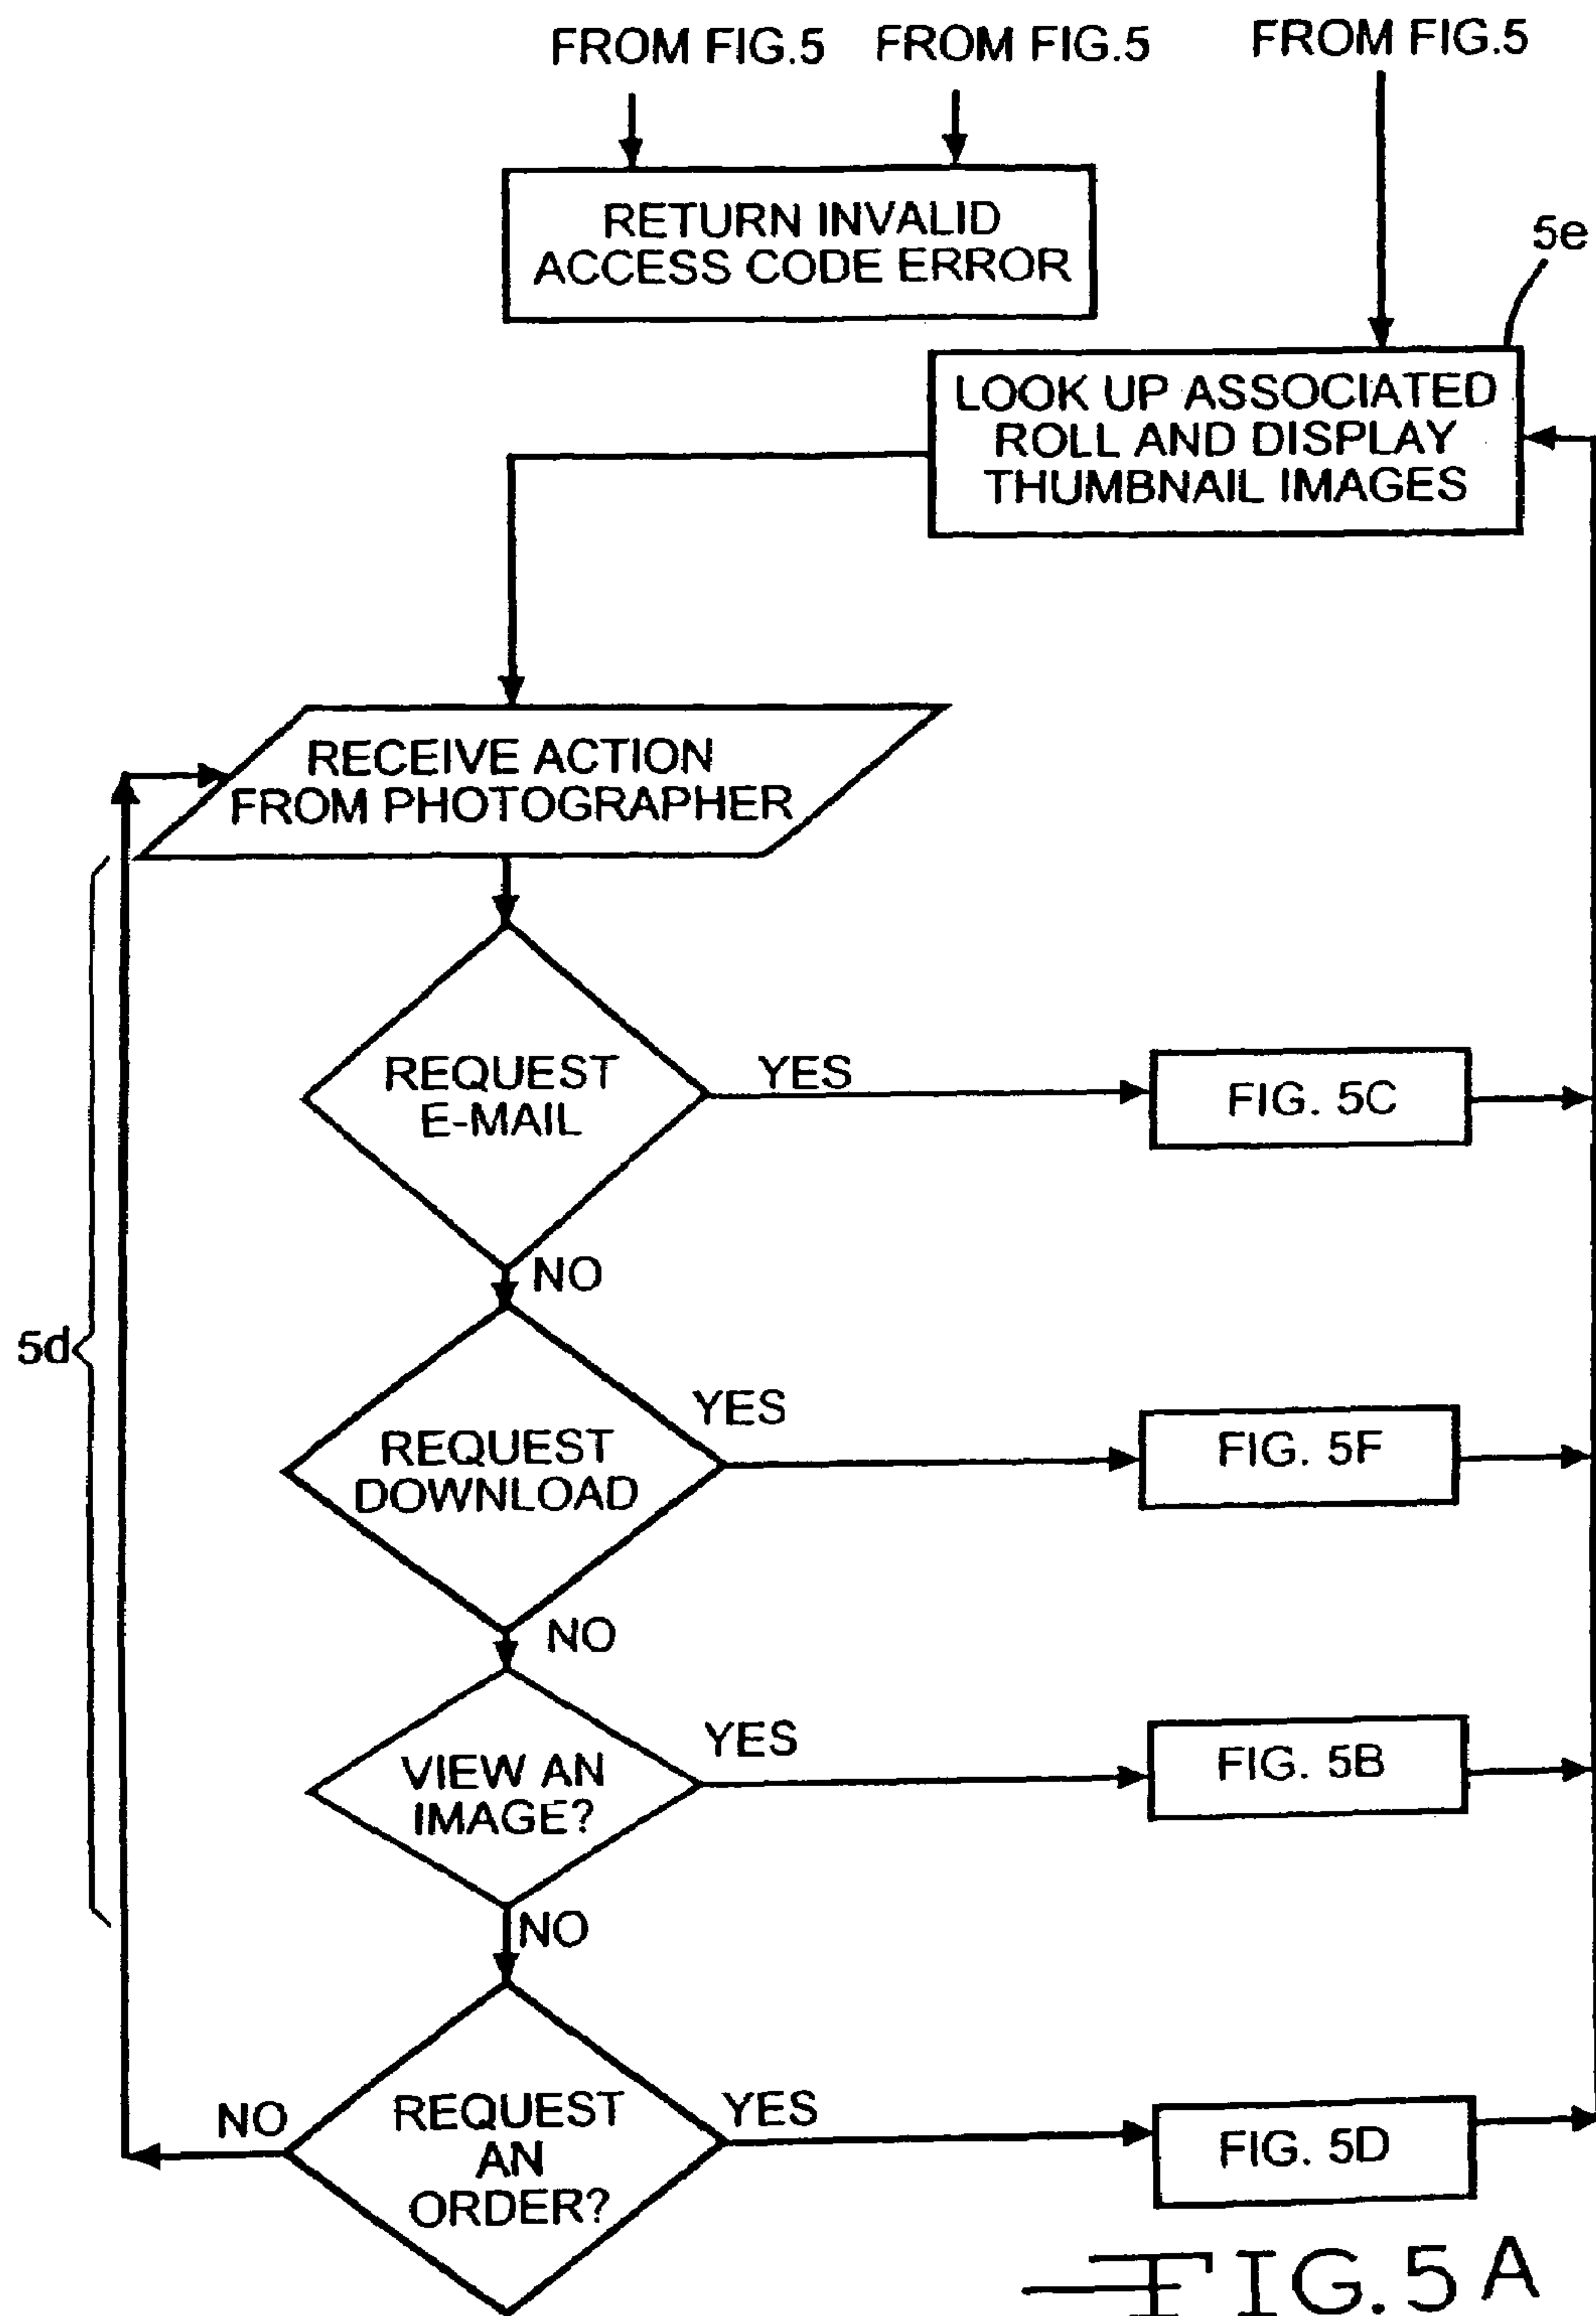 FROM FIG.5
FROM FIG.5
FROM FIG.5
RETURN INVALID
ACCESS CODE ERROR
5e
LOOK UP ASSOCIATED
ROLL AND DISPLAY
THUMBNAIL IMAGES
RECEIVE ACTION
FROM PHOTOGRAPHER
REQUEST
E-MAIL
YES
FIG. 5C
NO
5d
REQUEST
DOWNLOAD
YES
FIG. 5F
NO
VIEW AN
IMAGE?
YES
FIG. 5B
NO
NO
REQUEST
AN
ORDER?
YES
FIG. 5D
FIG.5A